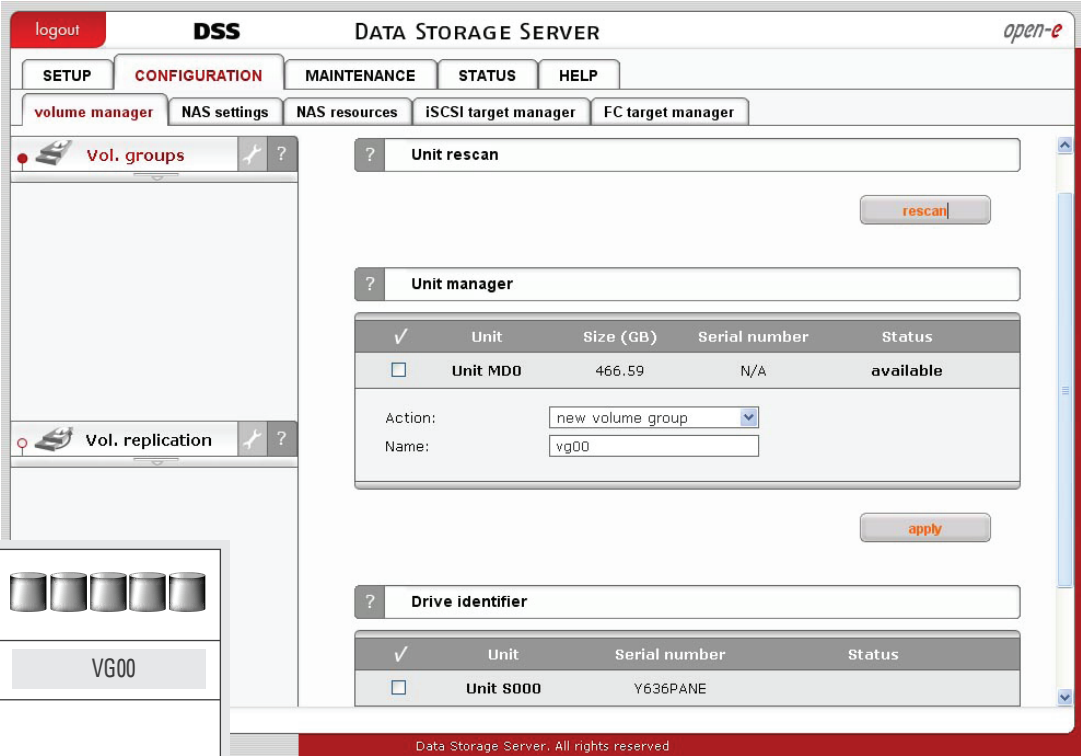 logout DSS DATA STORAGE SERVER open-e
SETUP CONFIGURATION MAINTENANCE STATUS HELP
volume manager NAS settings NAS resources iSCSI target manager FC target manager
Vol. groups ?
? Unit rescan
rescan
? Unit manager
Unit Size (GB) Serial number Status
Unit MD0 466.59 N/A available
Action: new volume group
Name: vg00
Vol. replication ?
apply
? Drive identifier
Unit Serial number Status
Unit S000 Y636PANE
VG00
Data Storage Server. All rights reserved